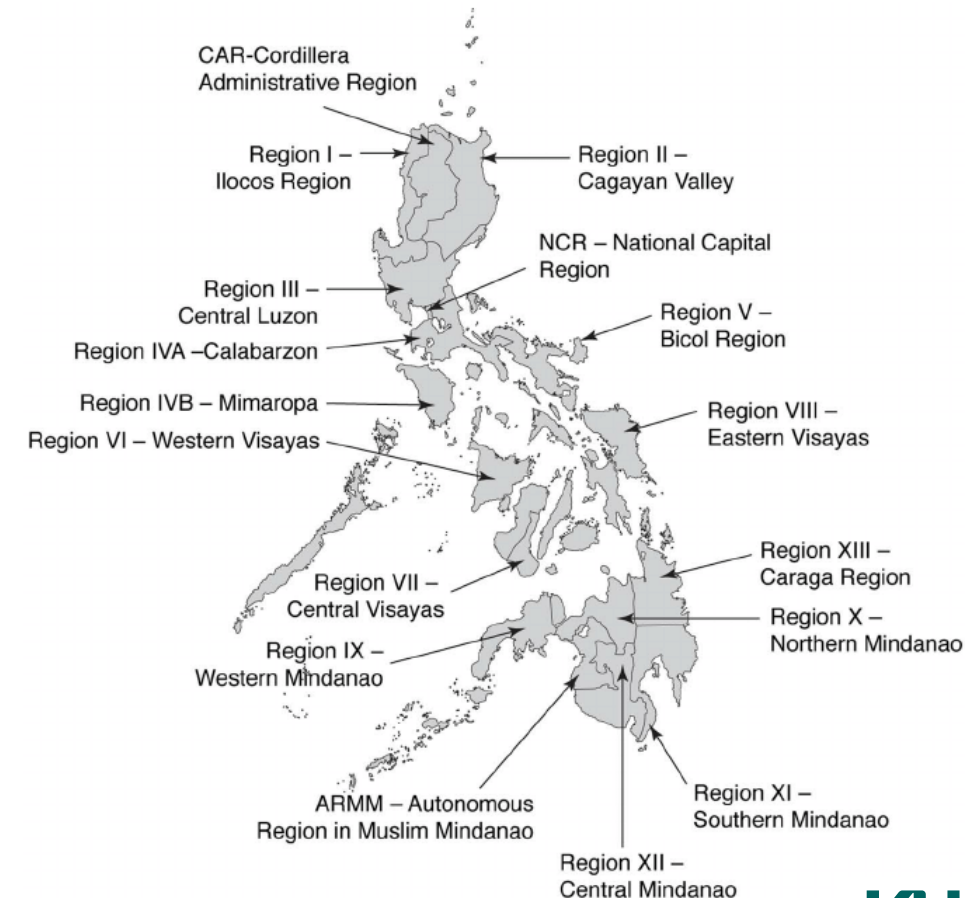 CAR-Cordillera
Administrative Region
Region I –
Ilocos Region
Region II –
Cagayan Valley
NCR – National Capital
Region
Region III –
Central Luzon
Region V –
Bicol Region
Region IVA –Calabarzon
Region IVB – Mimaropa
Region VI – Western Visayas
Region VIII –
Eastern Visayas
Region XIII –
Caraga Region
Region VII –
Central Visayas
Region X –
Northern Mindanao
Region IX –
Western Mindanao
Region XI –
Southern Mindanao
ARMM – Autonomous
Region in Muslim Mindanao
Region XII –
Central Mindanao